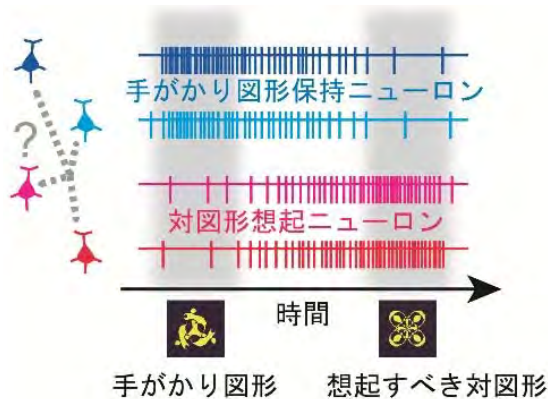 手がかり図形保持ニューロン
?
対図形想起ニューロン
時間
手がかり図形
想起すべき対図形